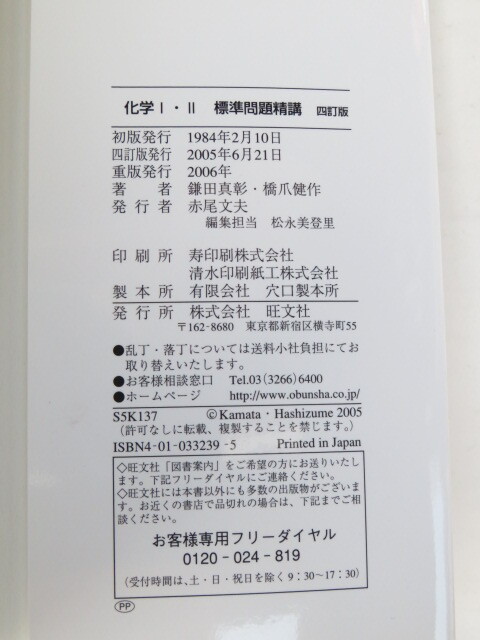 化学Ⅰ・Ⅱ 標準問題精講 四訂版
初版発行 1984年2月10日
四訂版発行 2005年6月21日
重版発行 2006年
著者 鎌田真彰・橋爪健作
発行者 赤尾文夫
編集担当 松永美登里
印刷所 寿印刷株式会社
清水印刷紙工株式会社
製本所 有限会社 穴口製本所
発行所 株式会社 旺文社
〒162-8680 東京都新宿区横寺町55
●乱丁・落丁については送料小社負担にてお
取り替えいたします。
●お客様相談窓口 Tel.03(3266)6400
●ホームページ http://www.obunsha.co.jp/
S5K137 ©Kamata・Hashizume 2005
(許可なしに転載、複製することを禁じます。)
ISBN4-01-033239-5 Printed in Japan
◇旺文社「図書案内」をご希望の方にお送りいたし
ます。下記フリーダイヤルにご連絡ください。
◇旺文社には本書以外にも多数の出版物がございま
す。お近くの書店で品切れの場合は、下記までご相
談ください。
お客様専用フリーダイヤル
0120-024-819
(受付時間は、土・日・祝日を除く9:30～17:30)
PP